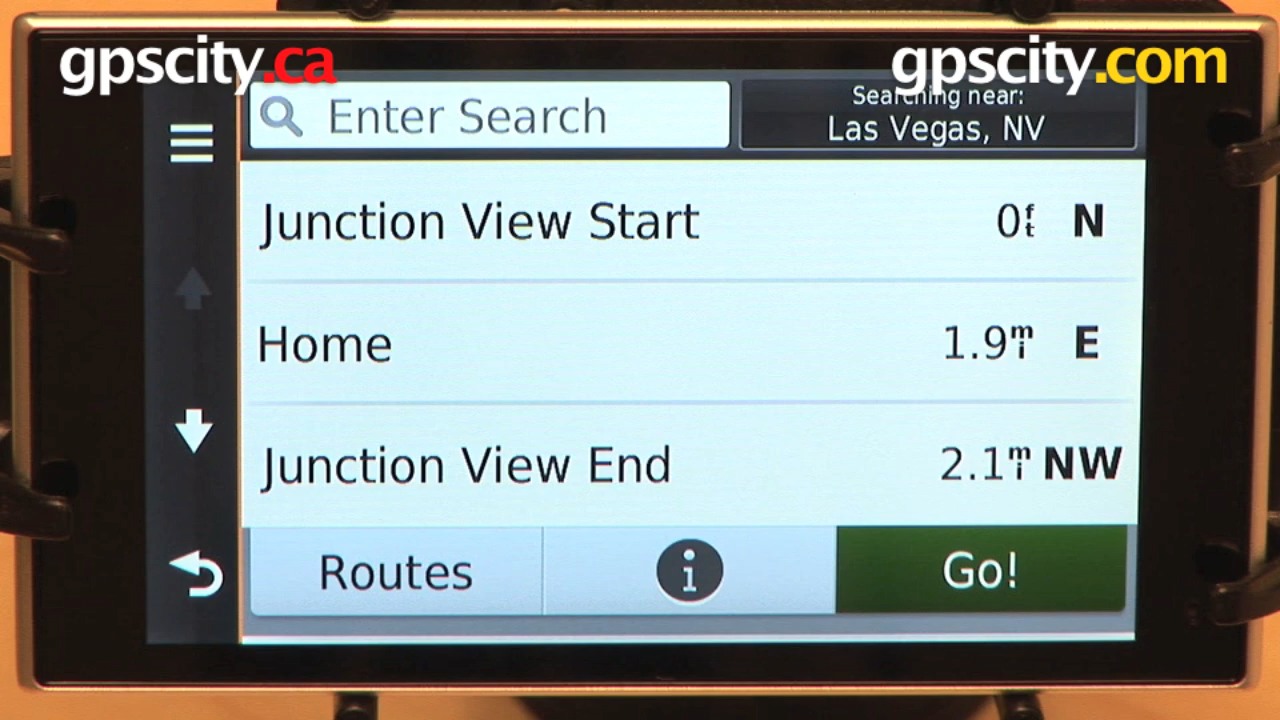 gpscity.ca
gpscity.com
Enter Search
Searching near:
Las Vegas, NV
Junction View Start 0ft N
Home 1.9mi E
Junction View End 2.1mi NW
Routes
i
Go!